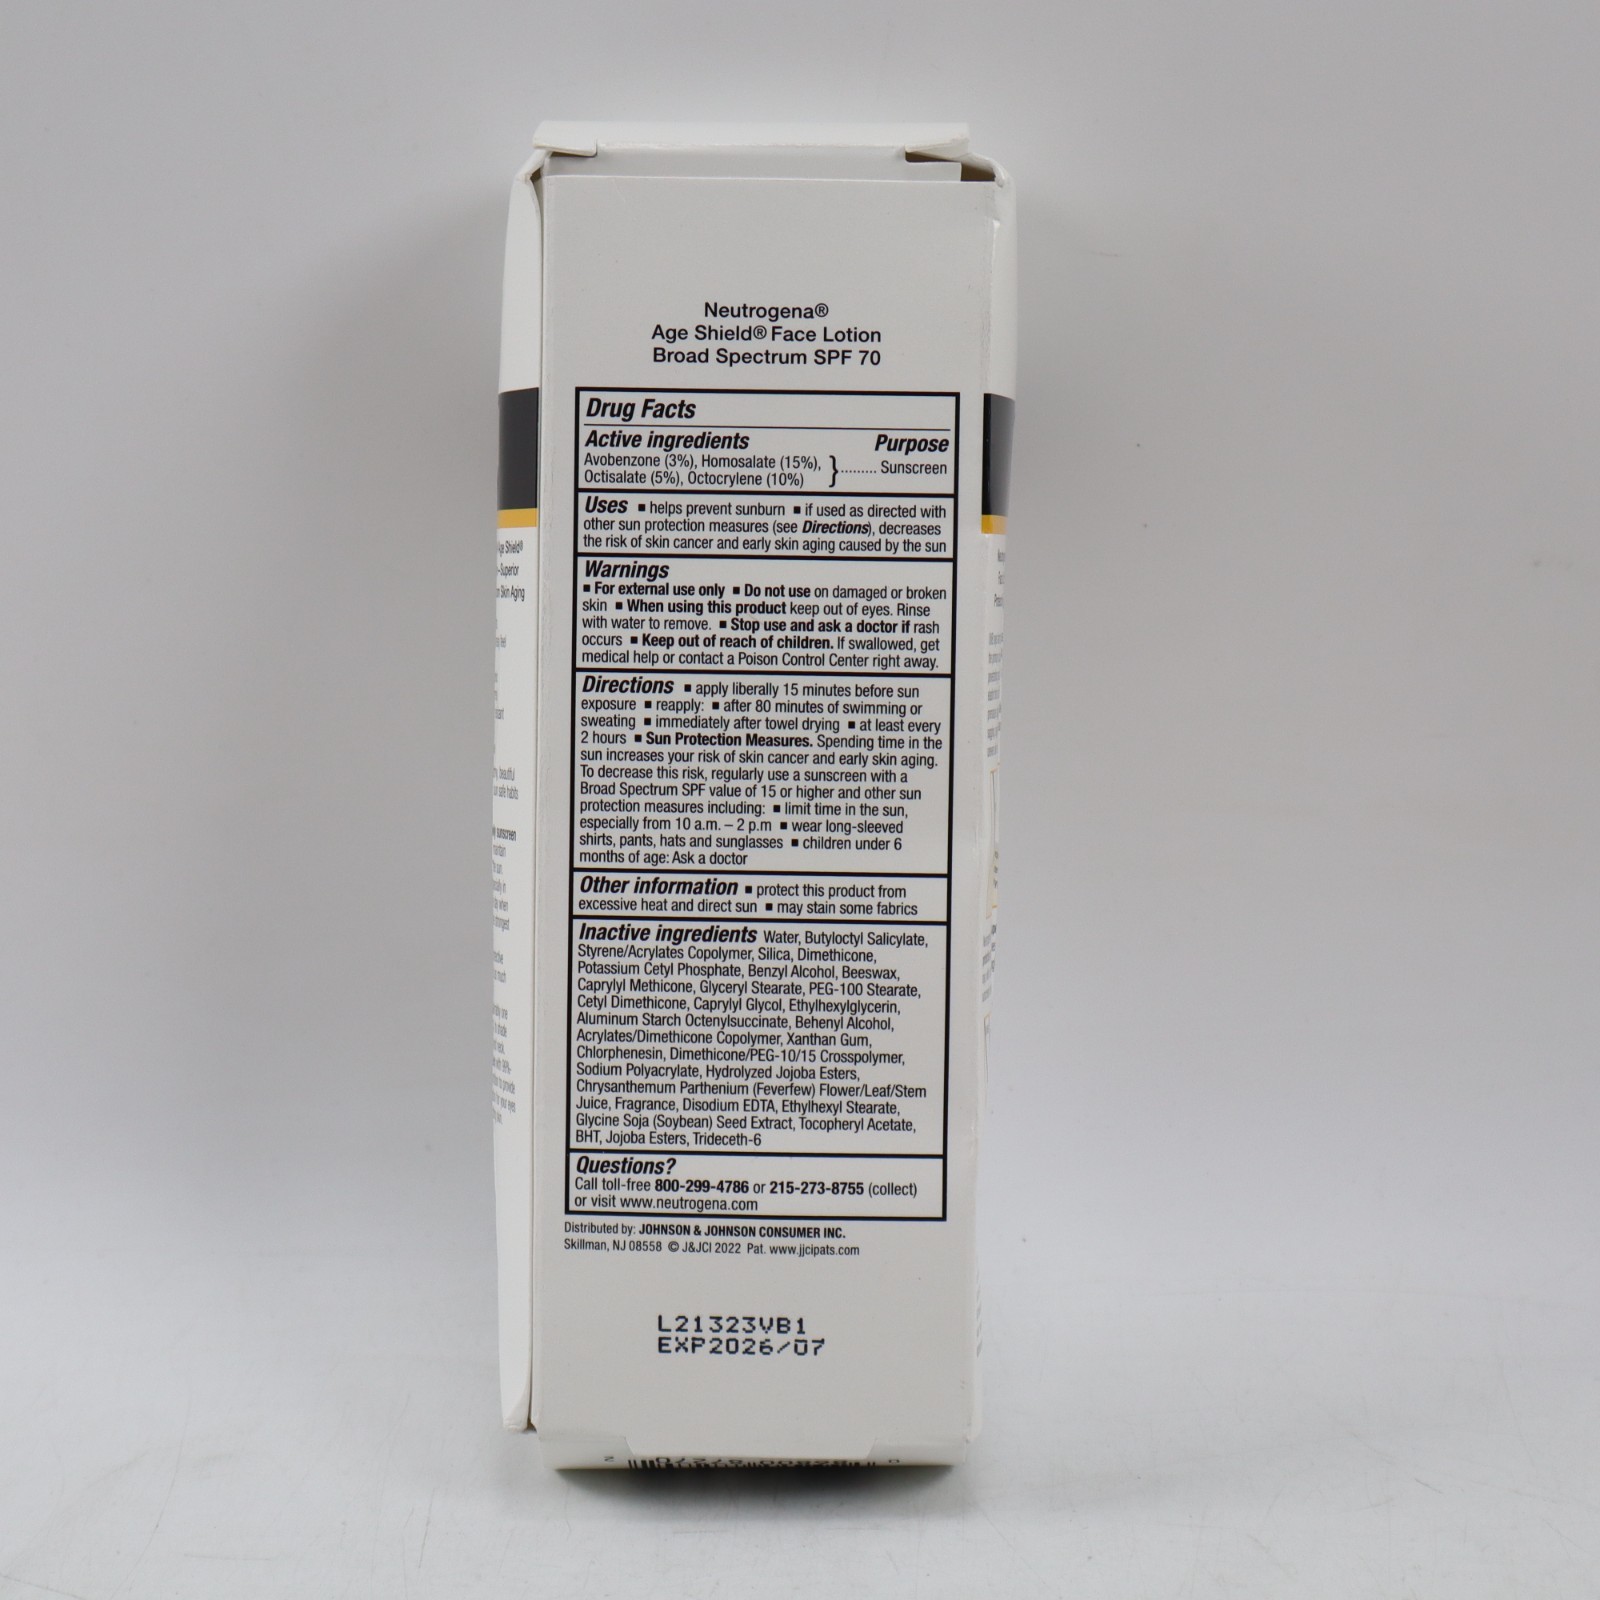 Neutrogena®
Age Shield® Face Lotion
Broad Spectrum SPF 70
Drug Facts
Active ingredients Purpose
Avobenzone (3%), Homosalate (15%),
Octisalate (5%), Octocrylene (10%) } ......... Sunscreen
Uses ▪ helps prevent sunburn ▪ if used as directed with
other sun protection measures (see Directions), decreases
the risk of skin cancer and early skin aging caused by the sun
Warnings
▪ For external use only ▪ Do not use on damaged or broken
skin ▪ When using this product keep out of eyes. Rinse
with water to remove. ▪ Stop use and ask a doctor if rash
occurs ▪ Keep out of reach of children. If swallowed, get
medical help or contact a Poison Control Center right away.
Directions ▪ apply liberally 15 minutes before sun
exposure ▪ reapply: ▪ after 80 minutes of swimming or
sweating ▪ immediately after towel drying ▪ at least every
2 hours ▪ Sun Protection Measures. Spending time in the
sun increases your risk of skin cancer and early skin aging.
To decrease this risk, regularly use a sunscreen with a
Broad Spectrum SPF value of 15 or higher and other sun
protection measures including: ▪ limit time in the sun,
especially from 10 a.m. – 2 p.m ▪ wear long-sleeved
shirts, pants, hats and sunglasses ▪ children under 6
months of age: Ask a doctor
Other information ▪ protect this product from
excessive heat and direct sun ▪ may stain some fabrics
Inactive ingredients Water, Butyloctyl Salicylate,
Styrene/Acrylates Copolymer, Silica, Dimethicone,
Potassium Cetyl Phosphate, Benzyl Alcohol, Beeswax,
Caprylyl Methicone, Glyceryl Stearate, PEG-100 Stearate,
Cetyl Dimethicone, Caprylyl Glycol, Ethylhexylglycerin,
Aluminum Starch Octenylsuccinate, Behenyl Alcohol,
Acrylates/Dimethicone Copolymer, Xanthan Gum,
Chlorphenesin, Dimethicone/PEG-10/15 Crosspolymer,
Sodium Polyacrylate, Hydrolyzed Jojoba Esters,
Chrysanthemum Parthenium (Feverfew) Flower/Leaf/Stem
Juice, Fragrance, Disodium EDTA, Ethylhexyl Stearate,
Glycine Soja (Soybean) Seed Extract, Tocopheryl Acetate,
BHT, Jojoba Esters, Trideceth-6
Questions?
Call toll-free 800-299-4786 or 215-273-8755 (collect)
or visit www.neutrogena.com
Distributed by: JOHNSON & JOHNSON CONSUMER INC.
Skillman, NJ 08558 © J&JCI 2022 Pat. www.jjcipats.com
L21323VB1
EXP2026/07
Age Shield®
Superior
Skin Aging
feel
beautiful
safe habits
sunscreen